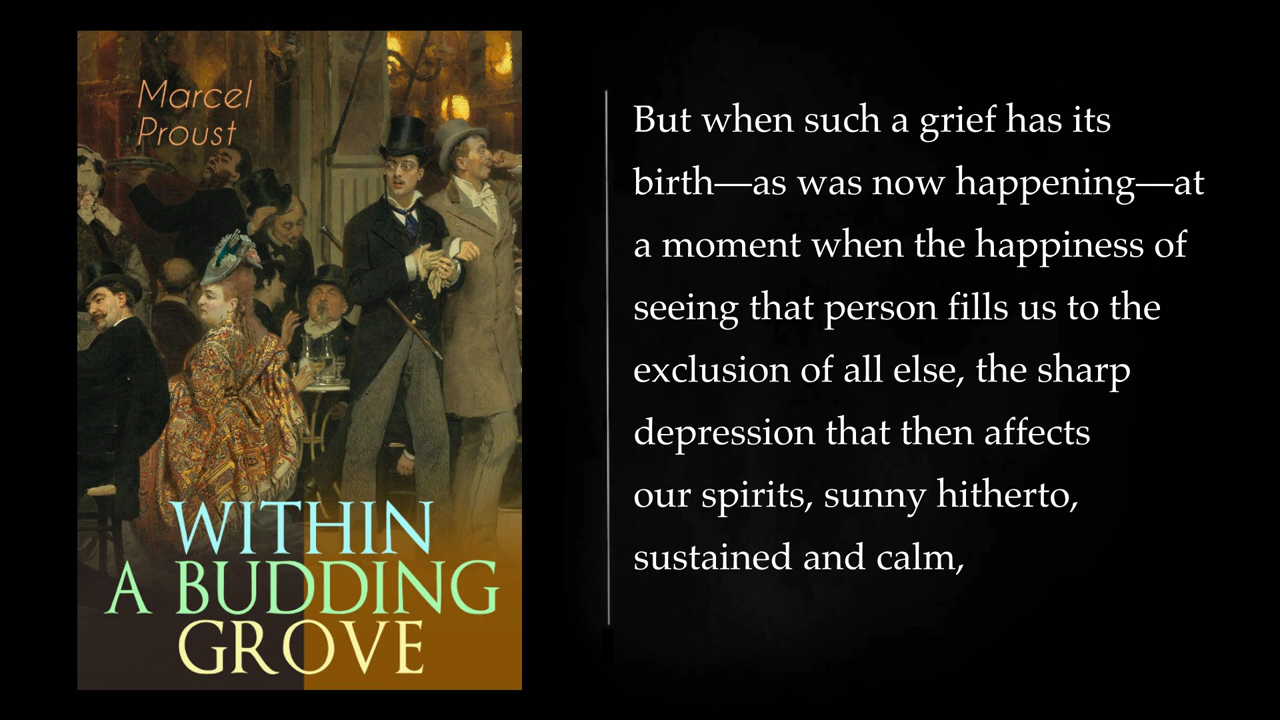 Marcel
Proust
WITHIN
A BUDDING
GROVE
But when such a grief has its
birth—as was now happening—at
a moment when the happiness of
seeing that person fills us to the
exclusion of all else, the sharp
depression that then affects
our spirits, sunny hitherto,
sustained and calm,